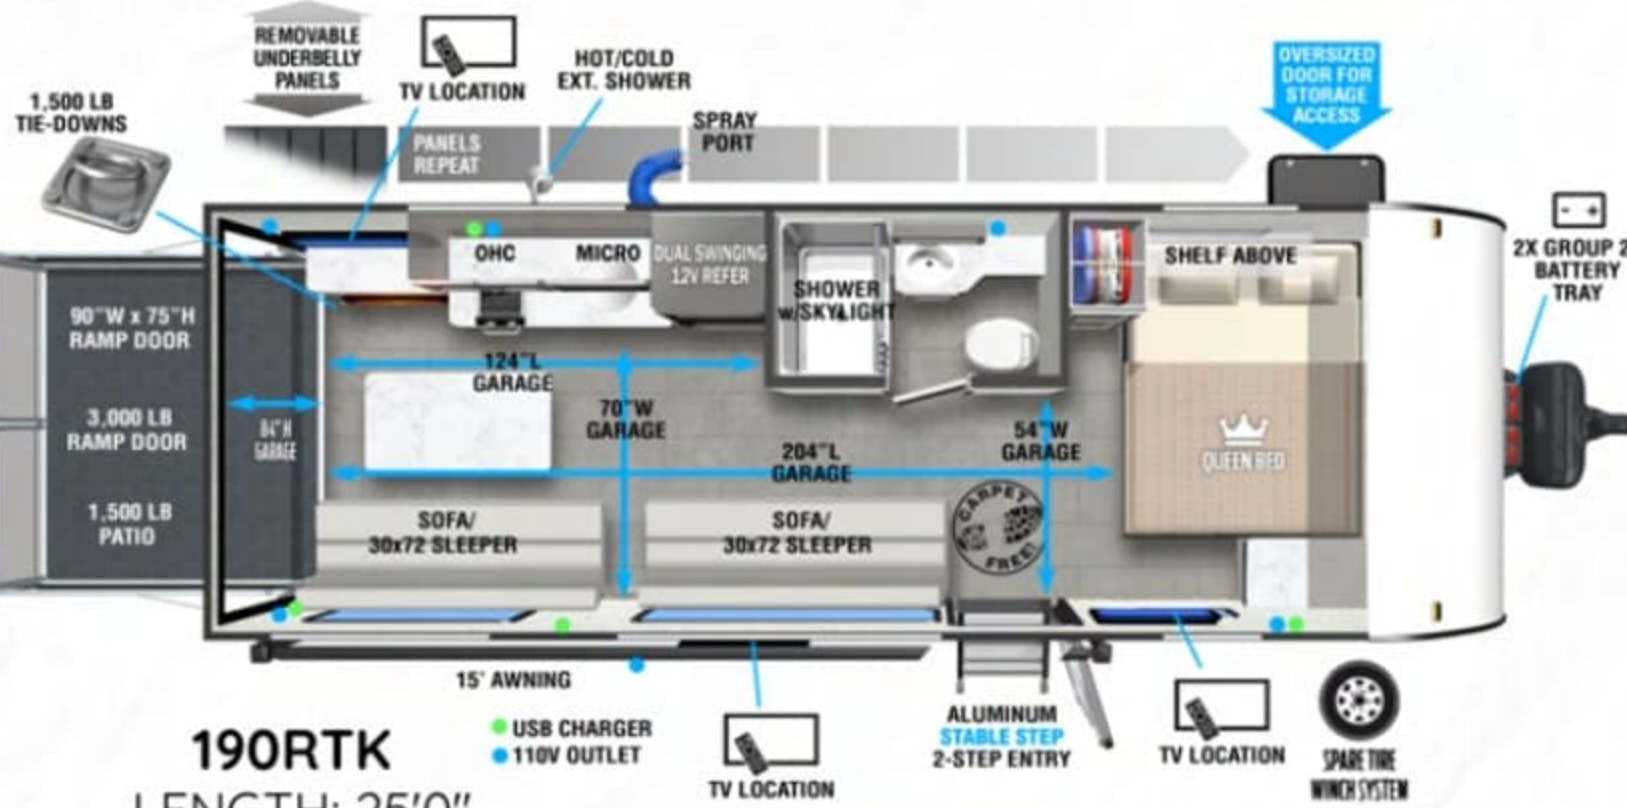 REMOVABLE
UNDERBELLY
PANELS
TV LOCATION
HOT/COLD
EXT. SHOWER
OVERSIZED
DOOR FOR
STORAGE
ACCESS
1,500 LB
TIE-DOWNS
PANELS
REPEAT
SPRAY
PORT
2X GROUP 2
BATTERY
TRAY
OHC
MICRO
DUAL SWINGING
12V REFER
SHOWER
w/SKYLIGHT
SHELF ABOVE
90"W x 75"H
RAMP DOOR
3,000 LB
RAMP DOOR
1,500 LB
PATIO
84"H
GARAGE
124"L
GARAGE
70"W
GARAGE
204"L
GARAGE
54"W
GARAGE
QUEEN BED
CARPET
FREE!
SOFA/
30x72 SLEEPER
SOFA/
30x72 SLEEPER
15' AWNING
USB CHARGER
110V OUTLET
TV LOCATION
ALUMINUM
STABLE STEP
2-STEP ENTRY
TV LOCATION
SPARE TIRE
WINCH SYSTEM
190RTK
LENGTH: 25'0"